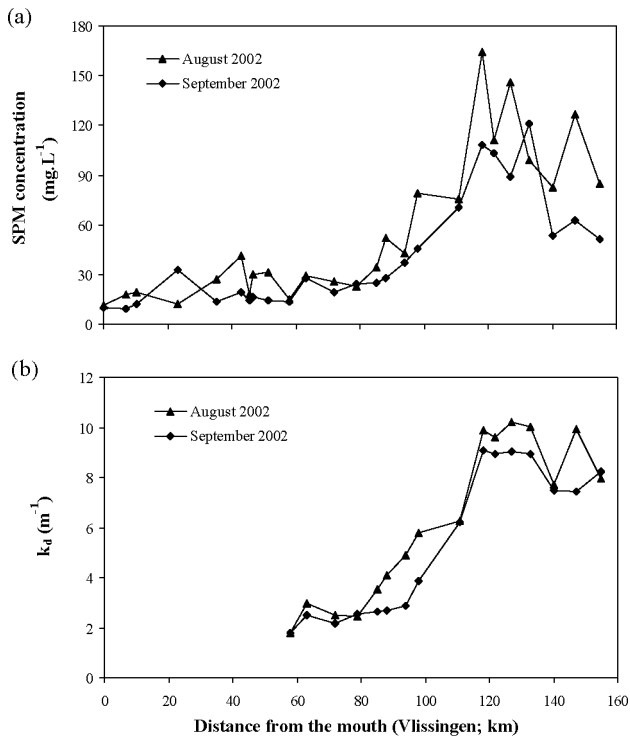 (a)
180
150
120
90
60
30
0
SPM concentration
(mg.L⁻¹)
August 2002
September 2002
(b)
12
10
8
6
4
2
0
k_d (m⁻¹)
August 2002
September 2002
0 20 40 60 80 100 120 140 160
Distance from the mouth (Vlissingen; km)